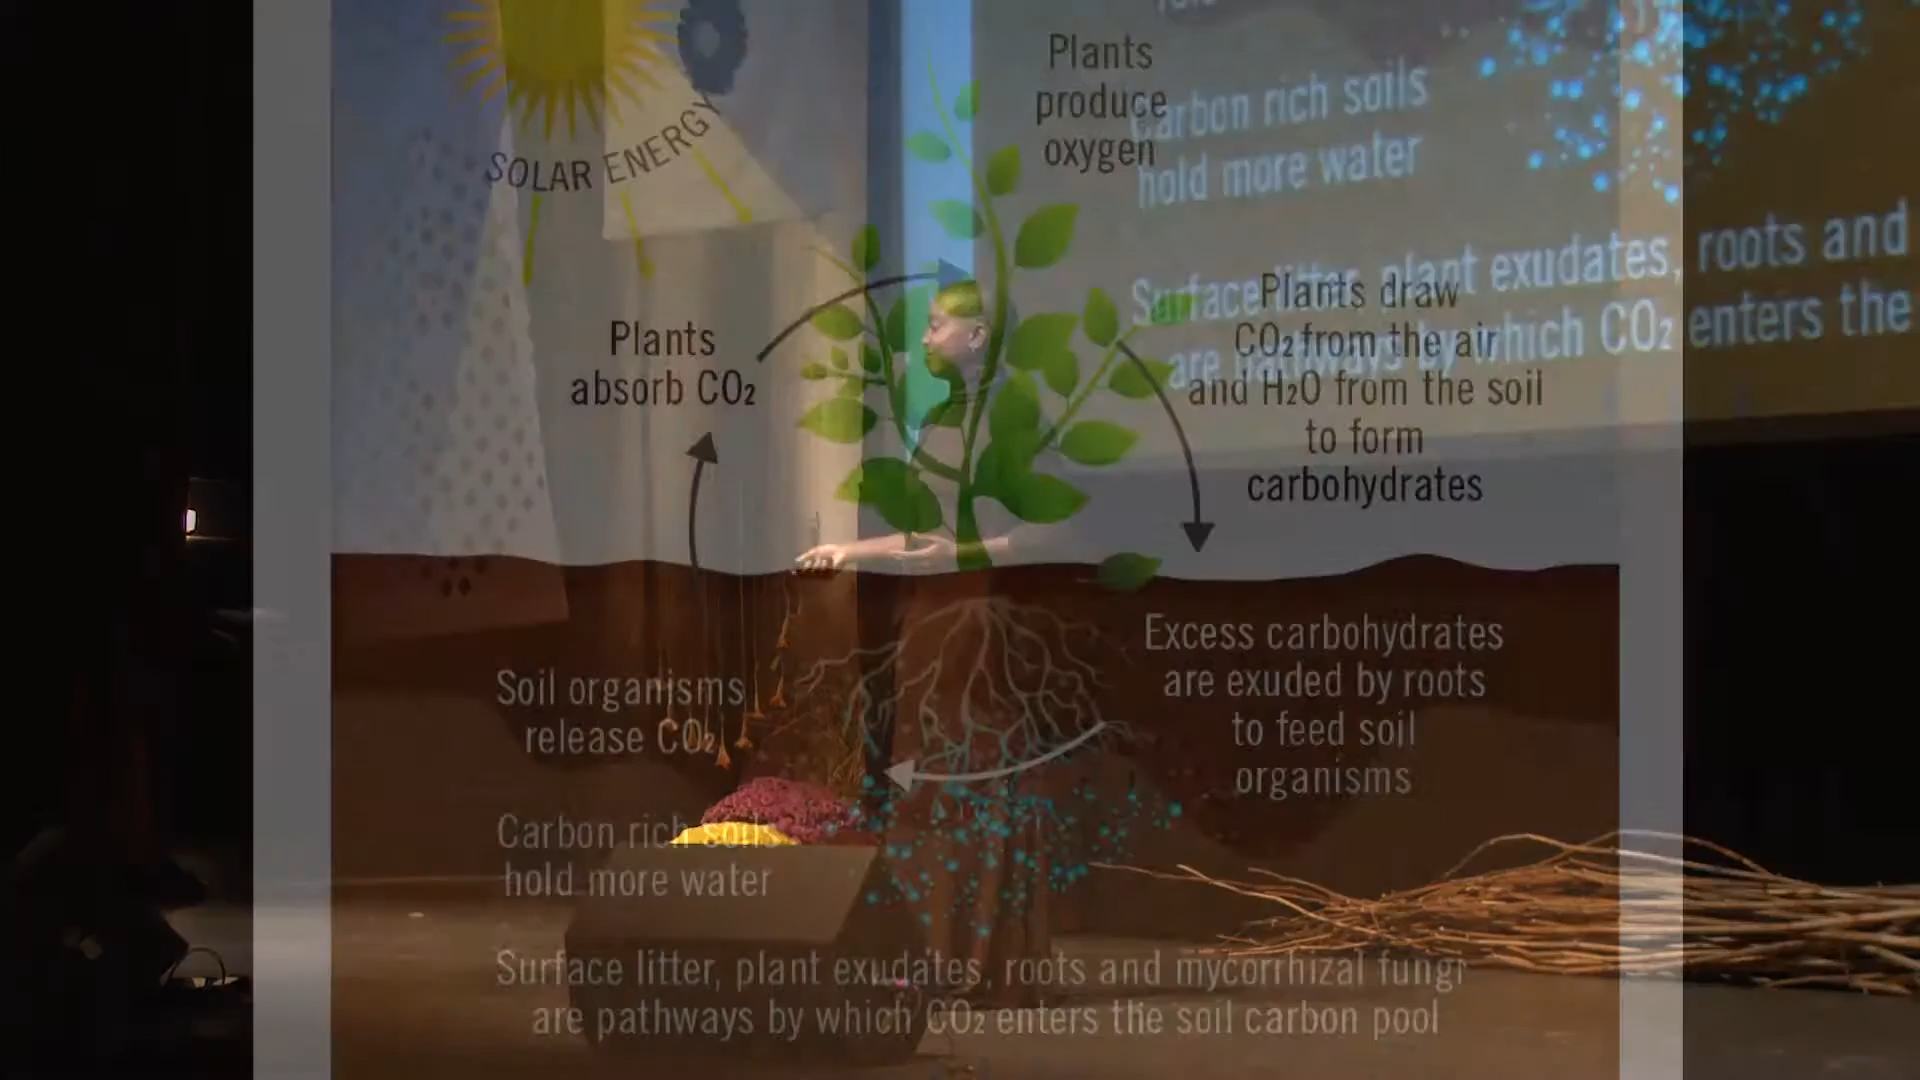 SOLAR ENERGY
Plants
produce
oxygen
Carbon rich soils
hold more water
Surface litter, plant exudates, roots and
are pathways by which CO₂ enters the
Plants
absorb CO₂
Plants draw
CO₂ from the air
and H₂O from the soil
to form
carbohydrates
Excess carbohydrates
are exuded by roots
to feed soil
organisms
Soil organisms
release CO₂
Carbon rich soils
hold more water
Surface litter, plant exudates, roots and mycorrhizal fungi
are pathways by which CO₂ enters the soil carbon pool